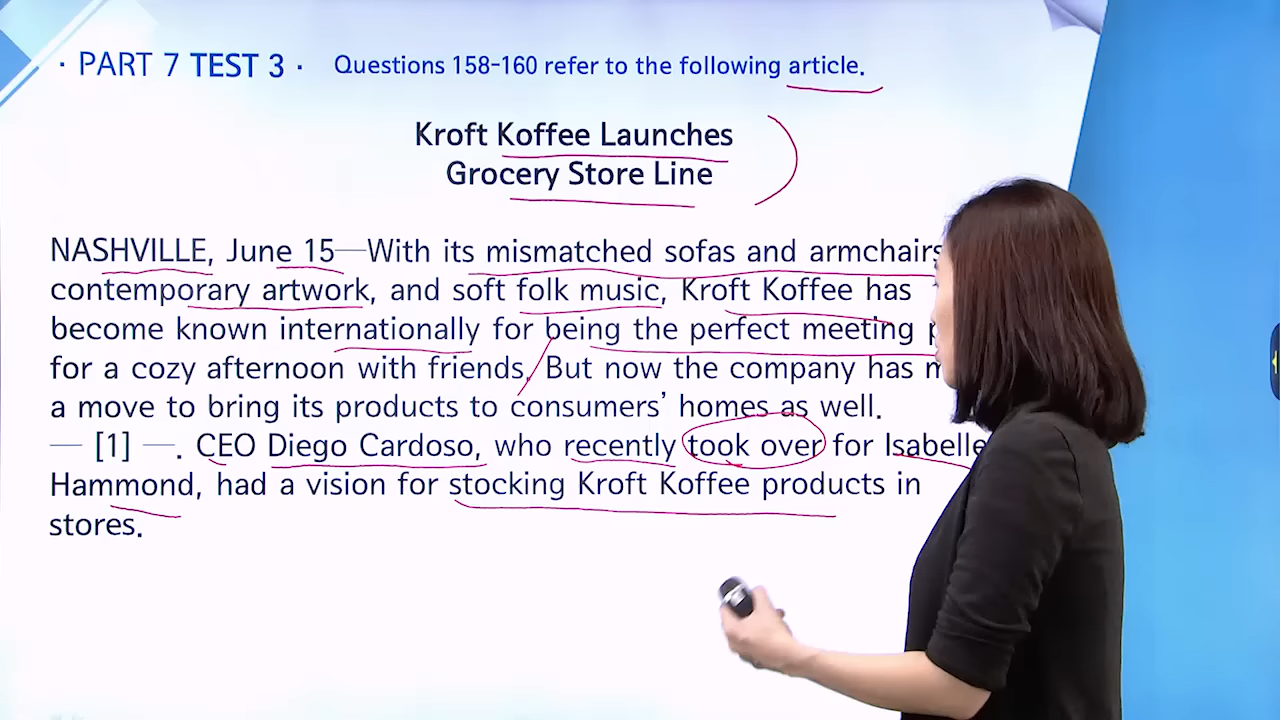 · PART 7 TEST 3 · Questions 158-160 refer to the following article.
Kroft Koffee Launches
Grocery Store Line
NASHVILLE, June 15—With its mismatched sofas and armchairs
contemporary artwork, and soft folk music, Kroft Koffee has
become known internationally for being the perfect meeting
for a cozy afternoon with friends. But now the company has
a move to bring its products to consumers’ homes as well.
— [1] —. CEO Diego Cardoso, who recently took over for Isabelle
Hammond, had a vision for stocking Kroft Koffee products in
stores.